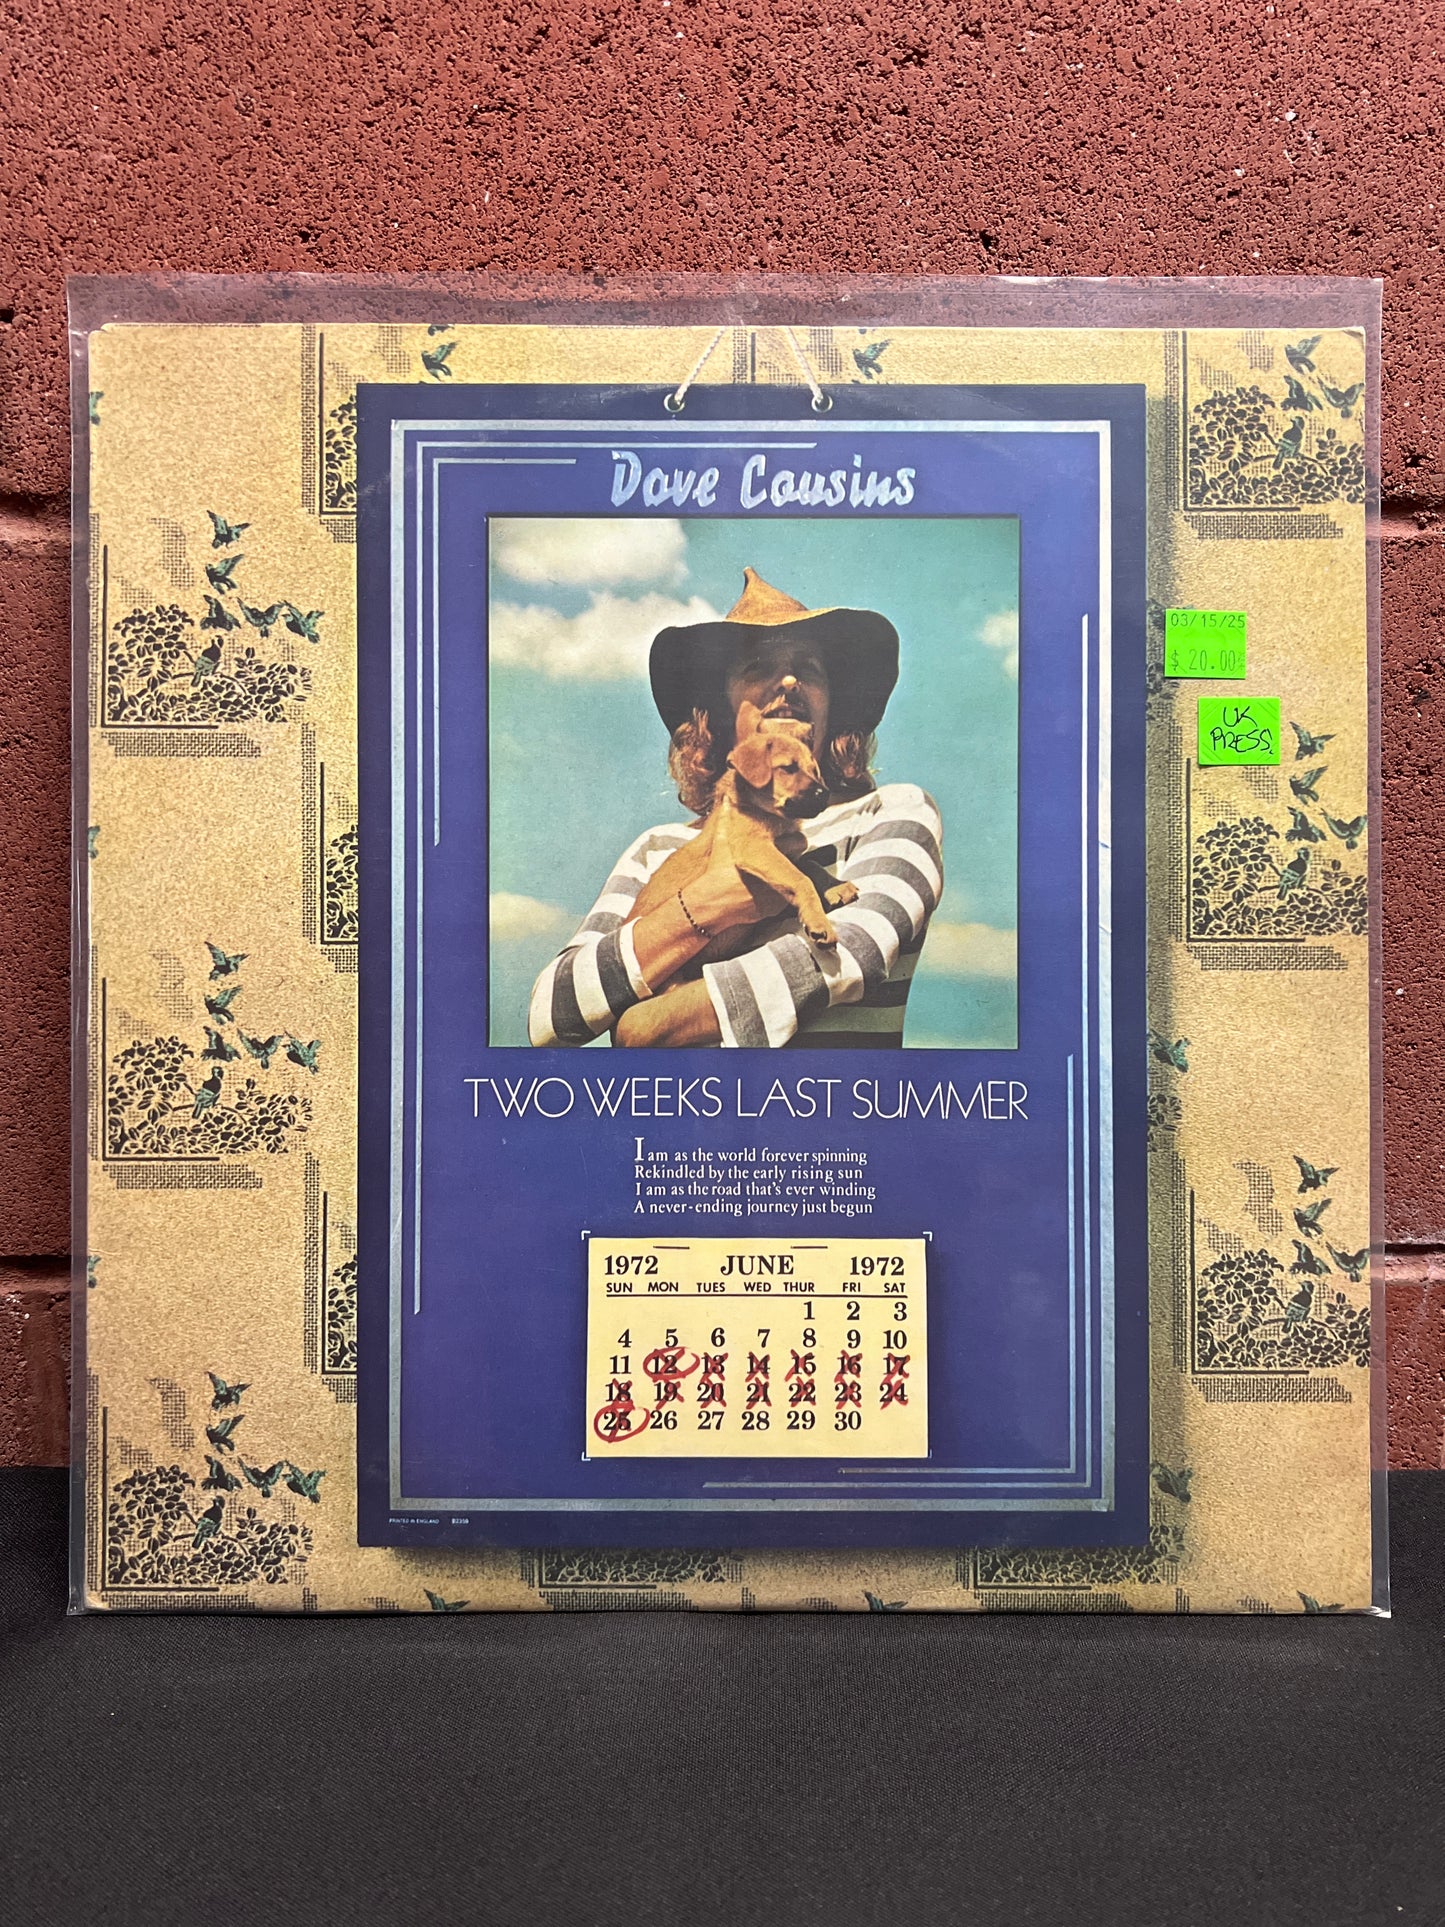 Dave Cousins
03/15/25
$ 20.00
UK
PRESS!
TWO WEEKS LAST SUMMER
I am as the world forever spinning
Rekindled by the early rising sun
I am as the road that's ever winding
A never-ending journey just begun
1972 JUNE 1972
SUN MON TUES WED THUR FRI SAT
1 2 3
4 5 6 7 8 9 10
11 12 13 14 15 16 17
18 19 20 21 22 23 24
25 26 27 28 29 30
PRINTED IN ENGLAND